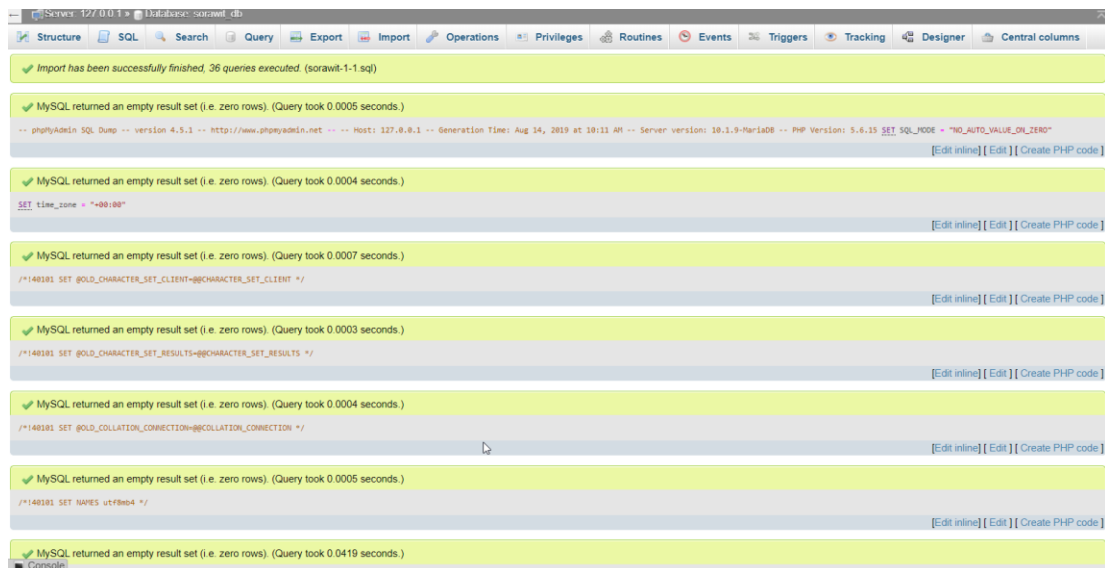 Server: 127.0.0.1 » Database: sorawit_db
Structure SQL Search Query Export Import Operations Privileges Routines Events Triggers Tracking Designer Central columns
Import has been successfully finished, 36 queries executed. (sorawit-1-1.sql)
MySQL returned an empty result set (i.e. zero rows). (Query took 0.0005 seconds.)
-- phpMyAdmin SQL Dump -- version 4.5.1 -- http://www.phpmyadmin.net -- -- Host: 127.0.0.1 -- Generation Time: Aug 14, 2019 at 10:11 AM -- Server version: 10.1.9-MariaDB -- PHP Version: 5.6.15 SET SQL_MODE = "NO_AUTO_VALUE_ON_ZERO"
[Edit inline] [ Edit ] [ Create PHP code ]
MySQL returned an empty result set (i.e. zero rows). (Query took 0.0004 seconds.)
SET time_zone = "+00:00"
[Edit inline] [ Edit ] [ Create PHP code ]
MySQL returned an empty result set (i.e. zero rows). (Query took 0.0007 seconds.)
/*!40101 SET @OLD_CHARACTER_SET_CLIENT=@@CHARACTER_SET_CLIENT */
[Edit inline] [ Edit ] [ Create PHP code ]
MySQL returned an empty result set (i.e. zero rows). (Query took 0.0003 seconds.)
/*!40101 SET @OLD_CHARACTER_SET_RESULTS=@@CHARACTER_SET_RESULTS */
[Edit inline] [ Edit ] [ Create PHP code ]
MySQL returned an empty result set (i.e. zero rows). (Query took 0.0004 seconds.)
/*!40101 SET @OLD_COLLATION_CONNECTION=@@COLLATION_CONNECTION */
[Edit inline] [ Edit ] [ Create PHP code ]
MySQL returned an empty result set (i.e. zero rows). (Query took 0.0005 seconds.)
/*!40101 SET NAMES utf8mb4 */
[Edit inline] [ Edit ] [ Create PHP code ]
MySQL returned an empty result set (i.e. zero rows). (Query took 0.0419 seconds.)
Console